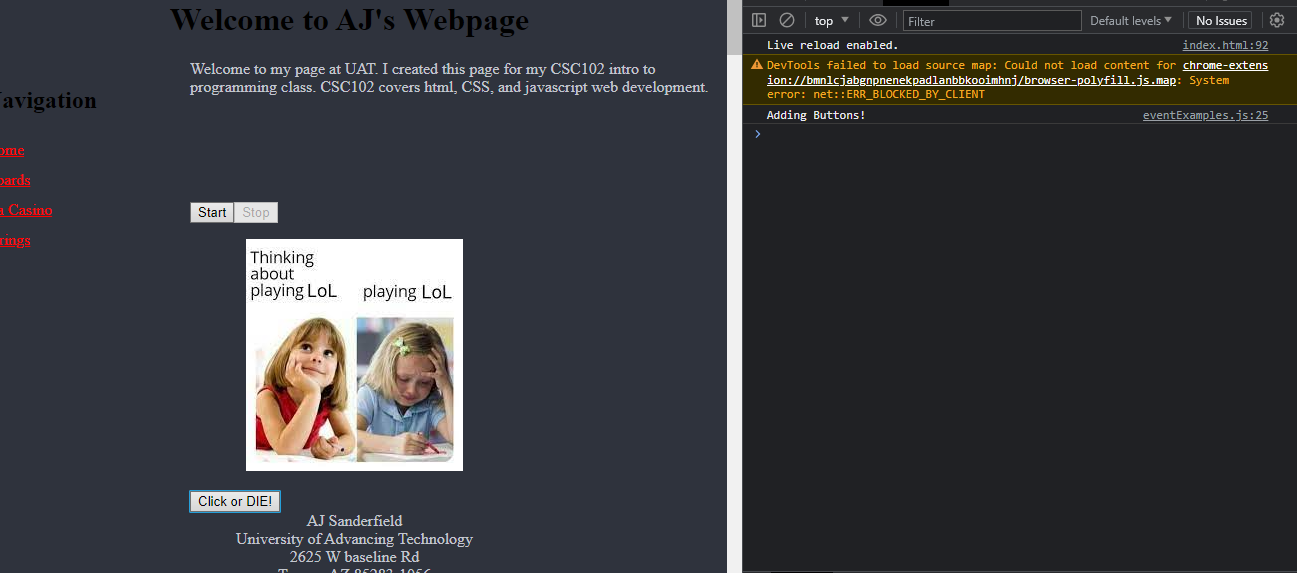 Welcome to AJ's Webpage
Welcome to my page at UAT. I created this page for my CSC102 intro to
programming class. CSC102 covers html, CSS, and javascript web development.
avigation
ome
oards
a Casino
rings
Start Stop
Thinking
about
playing LoL
playing LoL
Click or DIE!
AJ Sanderfield
University of Advancing Technology
2625 W baseline Rd
top
Filter
Default levels
No Issues
Live reload enabled. index.html:92
DevTools failed to load source map: Could not load content for chrome-extens
ion://bmnlcjabgnpnenekpadlanbbkooimhnj/browser-polyfill.js.map: System
error: net::ERR_BLOCKED_BY_CLIENT
Adding Buttons! eventExamples.js:25